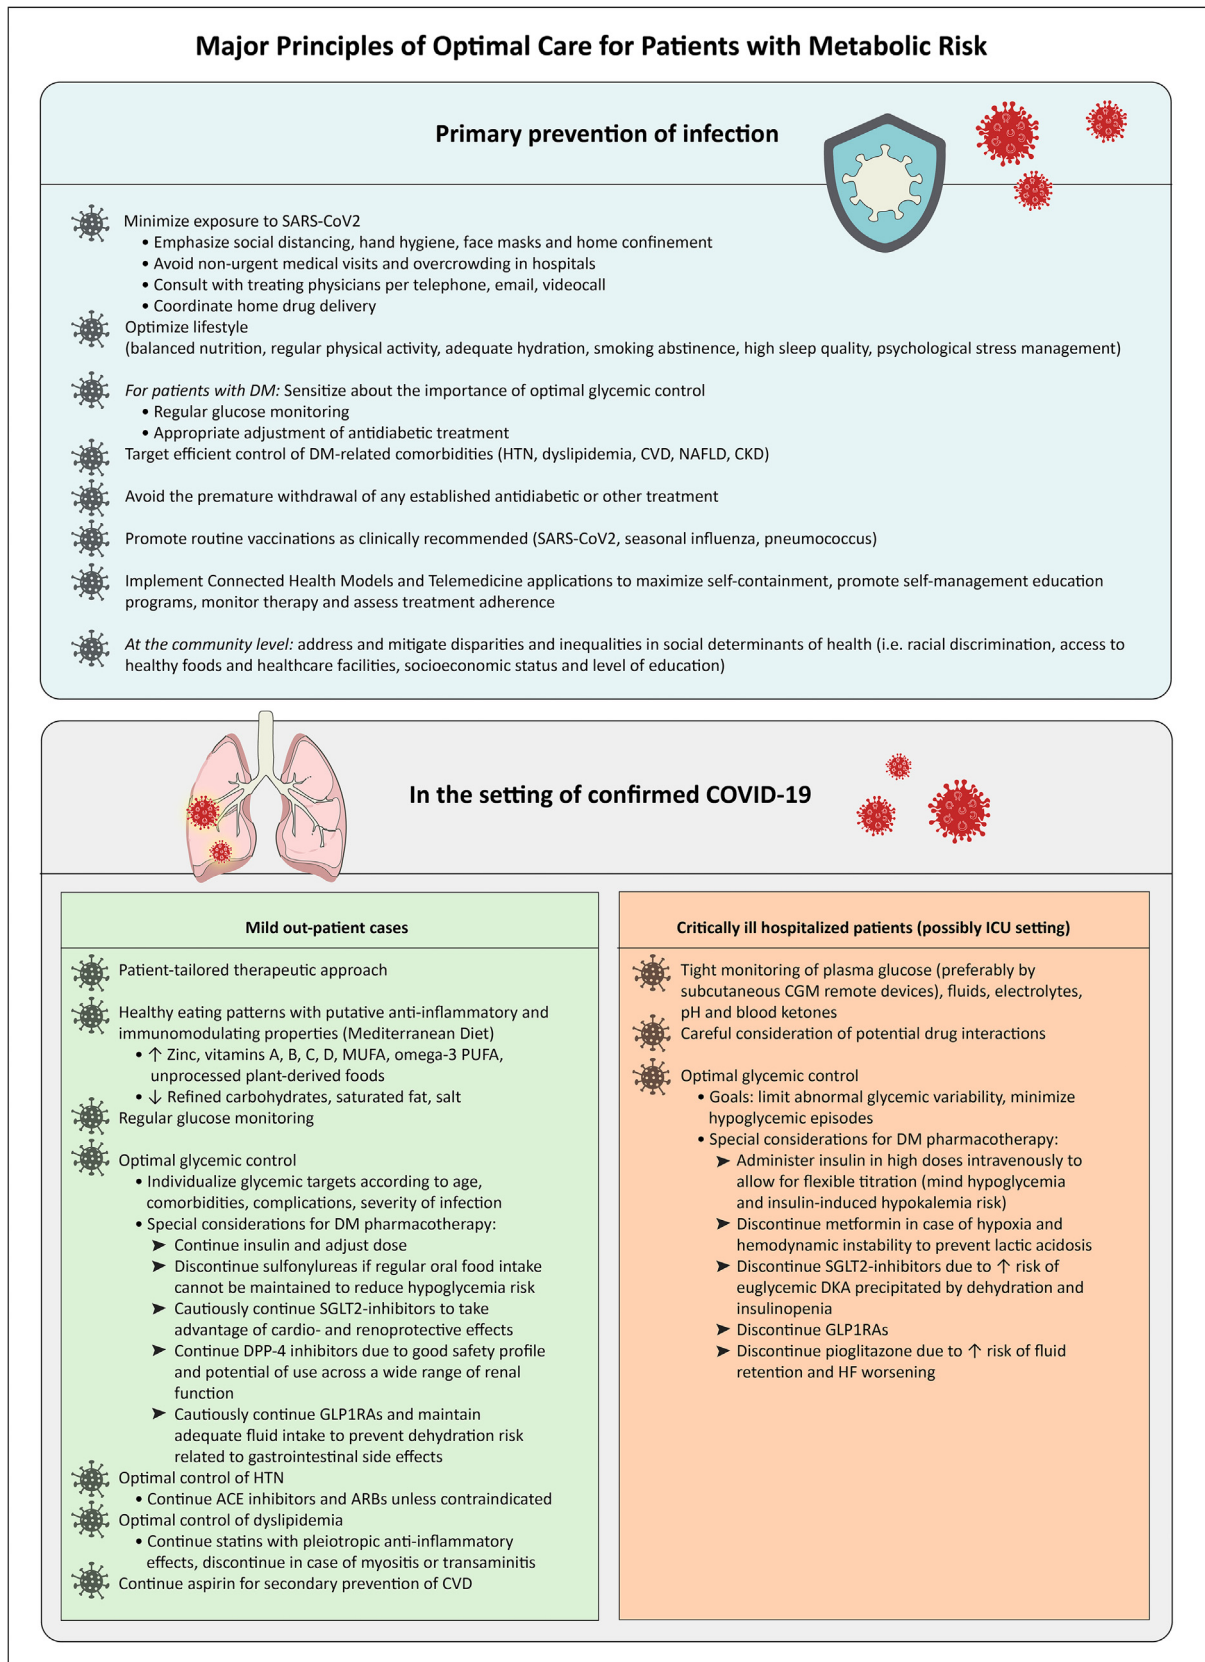 Major Principles of Optimal Care for Patients with Metabolic Risk
Primary prevention of infection
Minimize exposure to SARS-CoV2
• Emphasize social distancing, hand hygiene, face masks and home confinement
• Avoid non-urgent medical visits and overcrowding in hospitals
• Consult with treating physicians per telephone, email, videocall
• Coordinate home drug delivery
Optimize lifestyle
(balanced nutrition, regular physical activity, adequate hydration, smoking abstinence, high sleep quality, psychological stress management)
For patients with DM: Sensitize about the importance of optimal glycemic control
• Regular glucose monitoring
• Appropriate adjustment of antidiabetic treatment
Target efficient control of DM-related comorbidities (HTN, dyslipidemia, CVD, NAFLD, CKD)
Avoid the premature withdrawal of any established antidiabetic or other treatment
Promote routine vaccinations as clinically recommended (SARS-CoV2, seasonal influenza, pneumococcus)
Implement Connected Health Models and Telemedicine applications to maximize self-containment, promote self-management education
programs, monitor therapy and assess treatment adherence
At the community level: address and mitigate disparities and inequalities in social determinants of health (i.e. racial discrimination, access to
healthy foods and healthcare facilities, socioeconomic status and level of education)
In the setting of confirmed COVID-19
Mild out-patient cases
Patient-tailored therapeutic approach
Healthy eating patterns with putative anti-inflammatory and
immunomodulating properties (Mediterranean Diet)
• ↑ Zinc, vitamins A, B, C, D, MUFA, omega-3 PUFA,
unprocessed plant-derived foods
• ↓ Refined carbohydrates, saturated fat, salt
Regular glucose monitoring
Optimal glycemic control
• Individualize glycemic targets according to age,
comorbidities, complications, severity of infection
• Special considerations for DM pharmacotherapy:
➤ Continue insulin and adjust dose
➤ Discontinue sulfonylureas if regular oral food intake
cannot be maintained to reduce hypoglycemia risk
➤ Cautiously continue SGLT2-inhibitors to take
advantage of cardio- and renoprotective effects
➤ Continue DPP-4 inhibitors due to good safety profile
and potential of use across a wide range of renal
function
➤ Cautiously continue GLP1RAs and maintain
adequate fluid intake to prevent dehydration risk
related to gastrointestinal side effects
Optimal control of HTN
• Continue ACE inhibitors and ARBs unless contraindicated
Optimal control of dyslipidemia
• Continue statins with pleiotropic anti-inflammatory
effects, discontinue in case of myositis or transaminitis
Continue aspirin for secondary prevention of CVD
Critically ill hospitalized patients (possibly ICU setting)
Tight monitoring of plasma glucose (preferably by
subcutaneous CGM remote devices), fluids, electrolytes,
pH and blood ketones
Careful consideration of potential drug interactions
Optimal glycemic control
• Goals: limit abnormal glycemic variability, minimize
hypoglycemic episodes
• Special considerations for DM pharmacotherapy:
➤ Administer insulin in high doses intravenously to
allow for flexible titration (mind hypoglycemia
and insulin-induced hypokalemia risk)
➤ Discontinue metformin in case of hypoxia and
hemodynamic instability to prevent lactic acidosis
➤ Discontinue SGLT2-inhibitors due to ↑ risk of
euglycemic DKA precipitated by dehydration and
insulinopenia
➤ Discontinue GLP1RAs
➤ Discontinue pioglitazone due to ↑ risk of fluid
retention and HF worsening